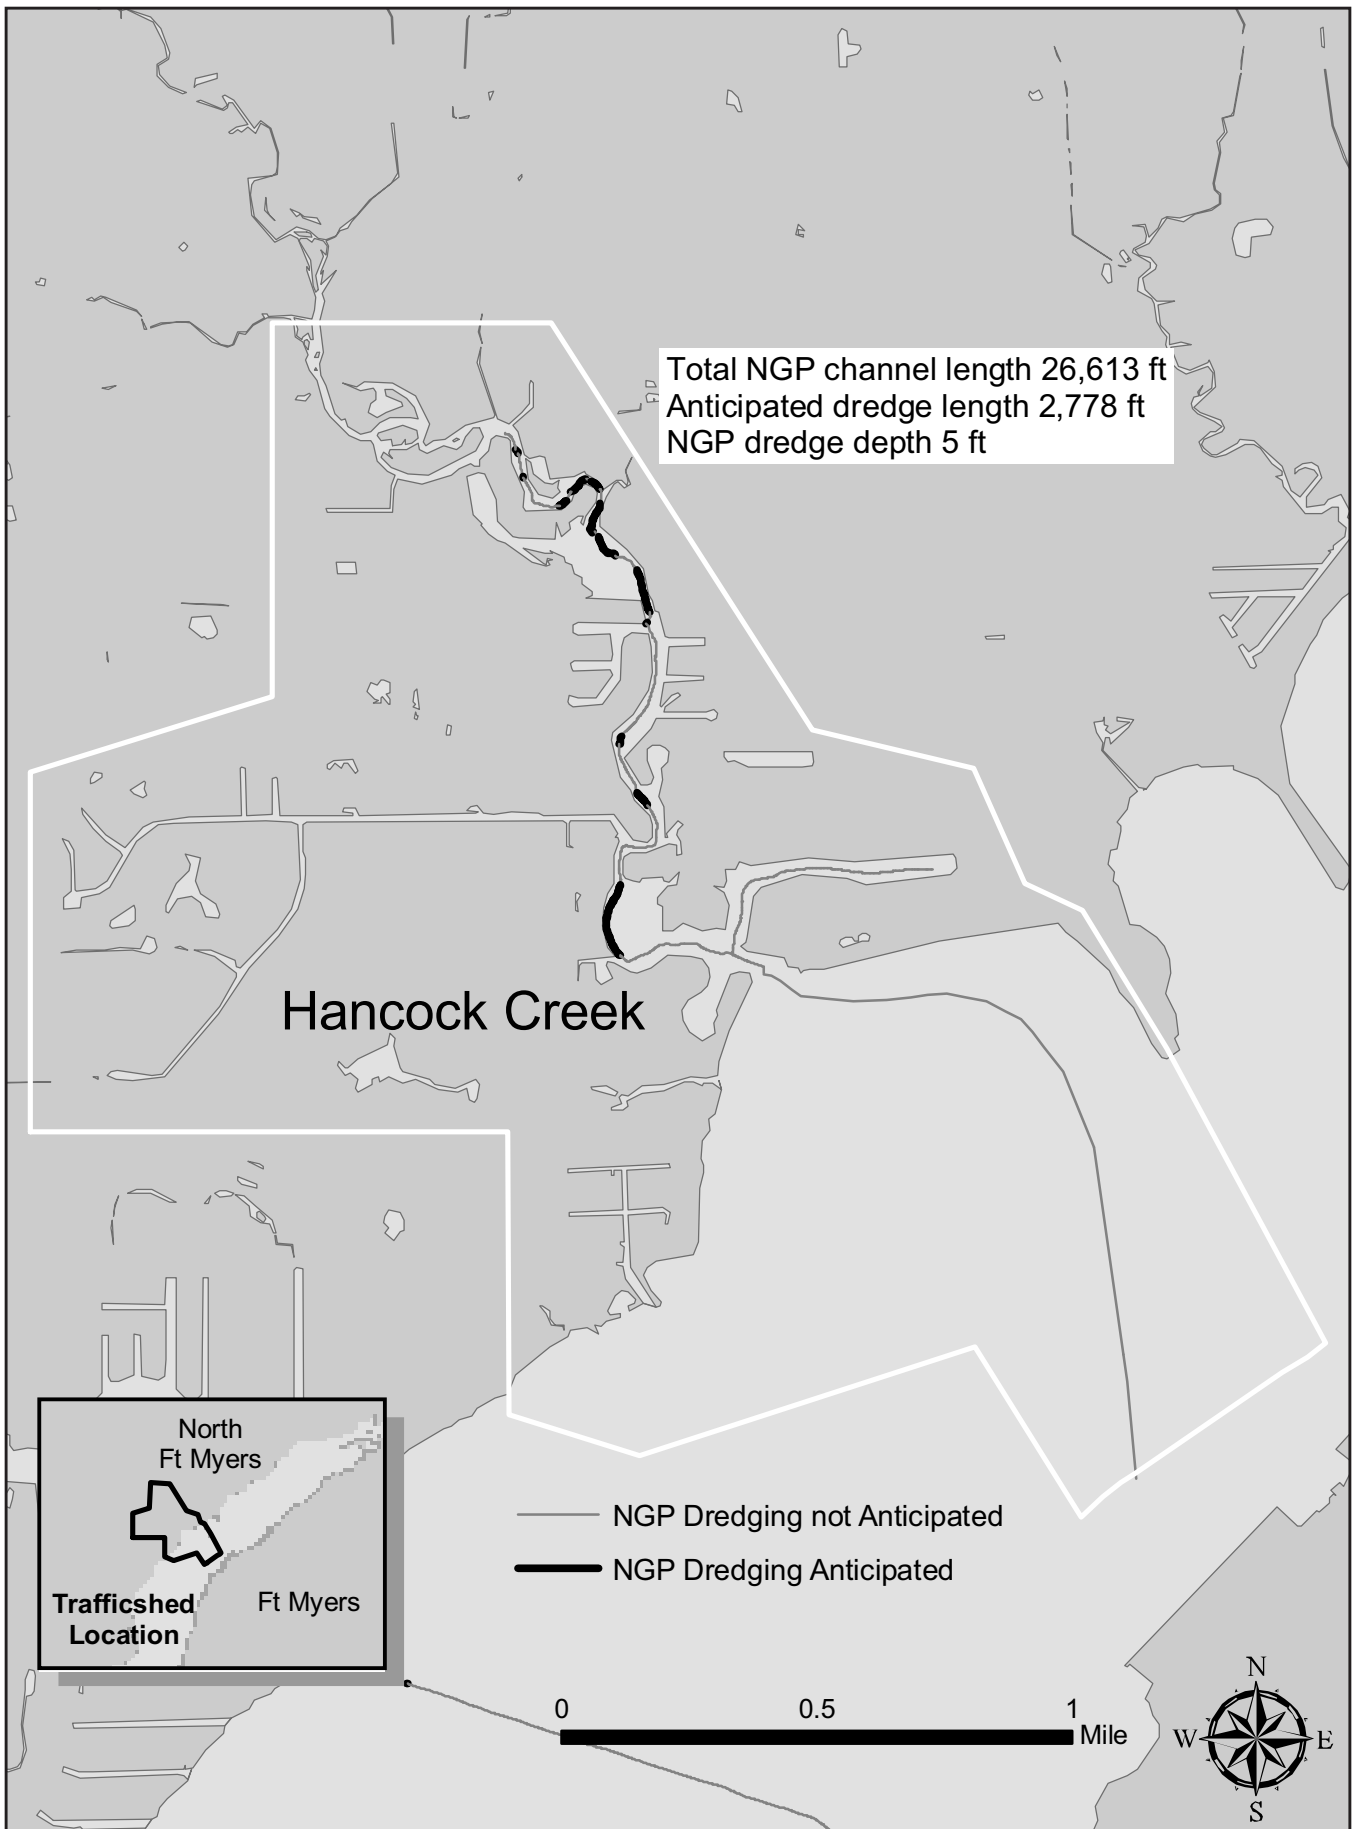 Total NGP channel length 26,613 ft
Anticipated dredge length 2,778 ft
NGP dredge depth 5 ft
Hancock Creek
North
Ft Myers
Trafficshed
Location
Ft Myers
NGP Dredging not Anticipated
NGP Dredging Anticipated
0 0.5 1
Mile
N
W E
S